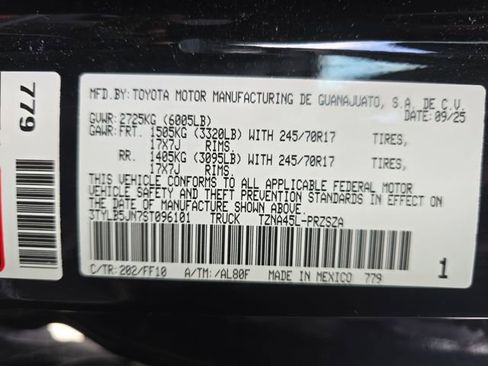 779
MFD.BY:TOYOTA MOTOR MANUFACTURING DE GUANAJUATO, S.A. DE C.V.
DATE: 09/25
GVWR: 2725KG (6005LB)
GAWR: FRT. 1505KG (3320LB) WITH 245/70R17 TIRES,
17X7J RIMS.
RR. 1405KG (3095LB) WITH 245/70R17 TIRES,
17X7J RIMS.
THIS VEHICLE CONFORMS TO ALL APPLICABLE FEDERAL MOTOR
VEHICLE SAFETY AND THEFT PREVENTION STANDARDS IN EFFECT ON
THE DATE OF MANUFACTURE SHOWN ABOVE.
3TYLB5JN7ST096101 TRUCK TZNA45L-PRZSZA
C/TR: 202/FF10 A/TM: /AL80F MADE IN MEXICO 779
1